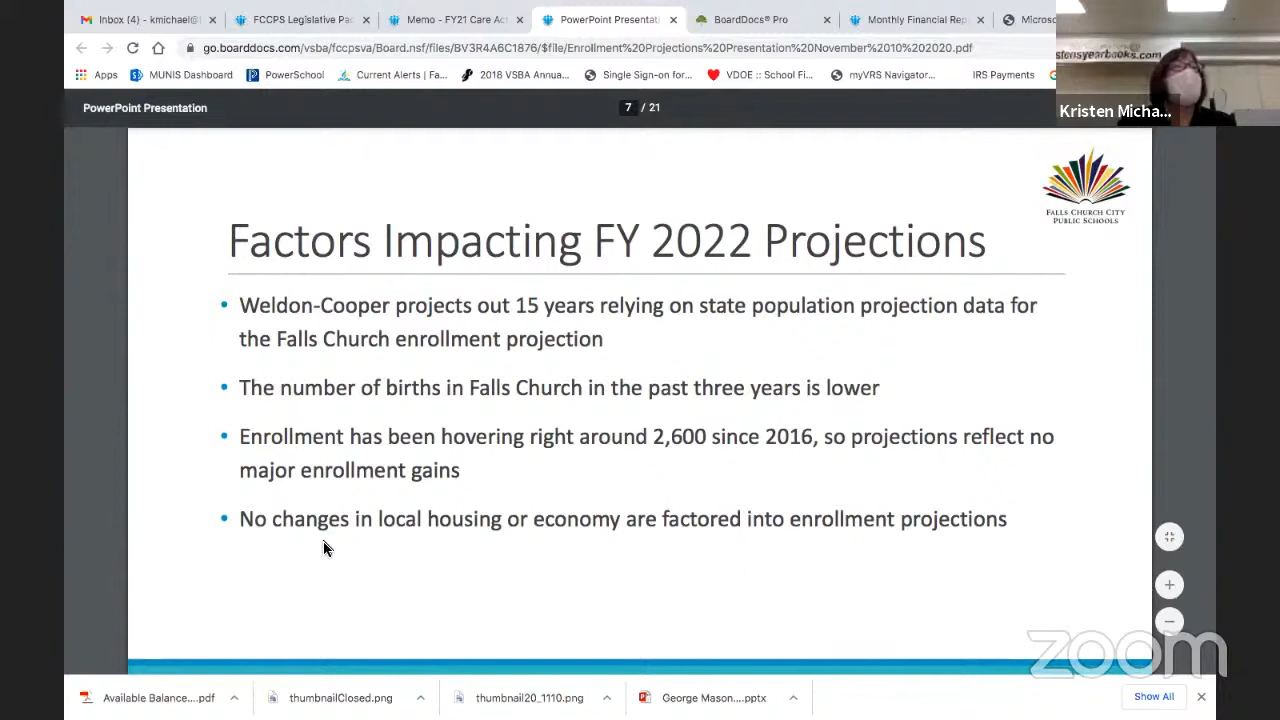 Inbox (4) - kmichael@
FCCPS Legislative Pac
Memo - FY21 Care Act
PowerPoint Presentati
BoardDocs® Pro
Monthly Financial Rep
Microso
go.boarddocs.com/vsba/fccpsva/Board.nsf/files/BV3R4A6C1876/$file/Enrollment%20Projections%20Presentation%20November%2010%202020.pdf
Apps
MUNIS Dashboard
PowerSchool
Current Alerts | Fa...
2018 VSBA Annua...
Single Sign-on for...
VDOE :: School Fi...
myVRS Navigator...
IRS Payments
stensyearbooks.com
Kristen Micha...
PowerPoint Presentation
7 / 21
FALLS CHURCH CITY
PUBLIC SCHOOLS
Factors Impacting FY 2022 Projections
• Weldon-Cooper projects out 15 years relying on state population projection data for
the Falls Church enrollment projection
• The number of births in Falls Church in the past three years is lower
• Enrollment has been hovering right around 2,600 since 2016, so projections reflect no
major enrollment gains
• No changes in local housing or economy are factored into enrollment projections
zoom
Available Balance....pdf
thumbnailClosed.png
thumbnail20_1110.png
George Mason....pptx
Show All